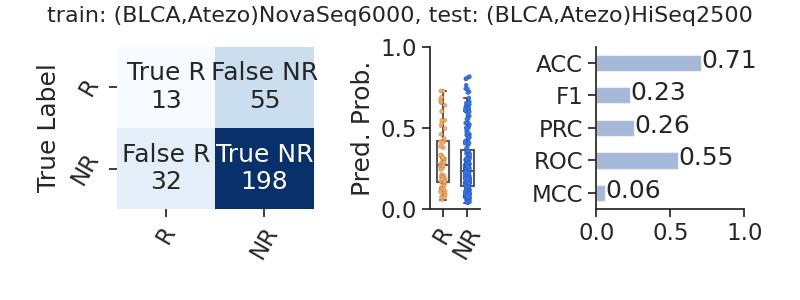 train: (BLCA,Atezo)NovaSeq6000, test: (BLCA,Atezo)HiSeq2500
True Label
R
NR
True R
13
False NR
55
False R
32
True NR
198
R
NR
Pred. Prob.
1.0
0.5
0.0
R
NR
ACC
0.71
F1
0.23
PRC
0.26
ROC
0.55
MCC
0.06
0.0
0.5
1.0